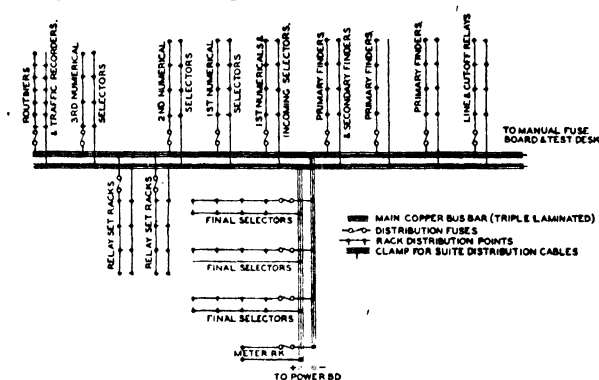 ROUTINERS
& TRAFFIC RECORDERS,
3RD NUMERICAL
SELECTORS
2ND NUMERICAL
SELECTORS
1ST NUMERICAL
SELECTORS
1ST NUMERICALS &
INCOMING SELECTORS,
PRIMARY FINDERS
& SECONDARY FINDERS
PRIMARY FINDERS,
PRIMARY FINDERS,
LINE & CUT-OFF RELAYS
TO MANUAL FUSE
BOARD & TEST DESK
RELAY SET RACKS
RELAY SET RACKS
FINAL SELECTORS
FINAL SELECTORS
FINAL SELECTORS
METER RK
+ −
TO POWER BD
MAIN COPPER BUS BAR (TRIPLE LAMINATED)
DISTRIBUTION FUSES
RACK DISTRIBUTION POINTS
CLAMP FOR SUITE DISTRIBUTION CABLES